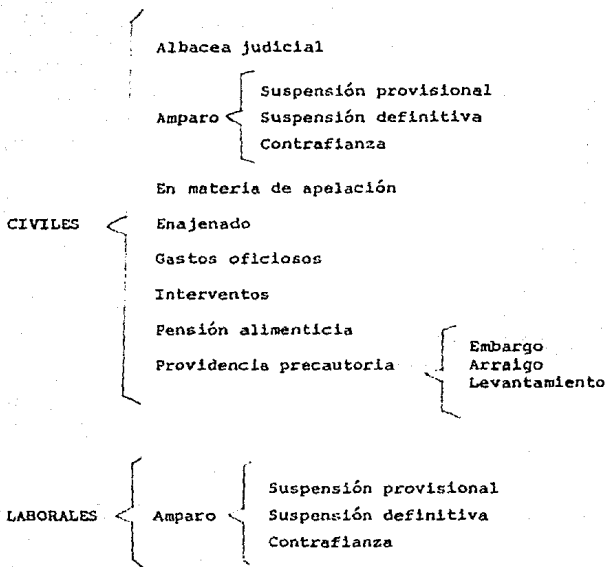 Albacea judicial
Suspensión provisional
Amparo Suspensión definitiva
Contrafianza
En materia de apelación
CIVILES Enajenado
Gastos oficiosos
Interventos
Pensión alimenticia
Embargo
Providencia precautoria Arraigo
Levantamiento
Suspensión provisional
LABORALES Amparo Suspensión definitiva
Contrafianza